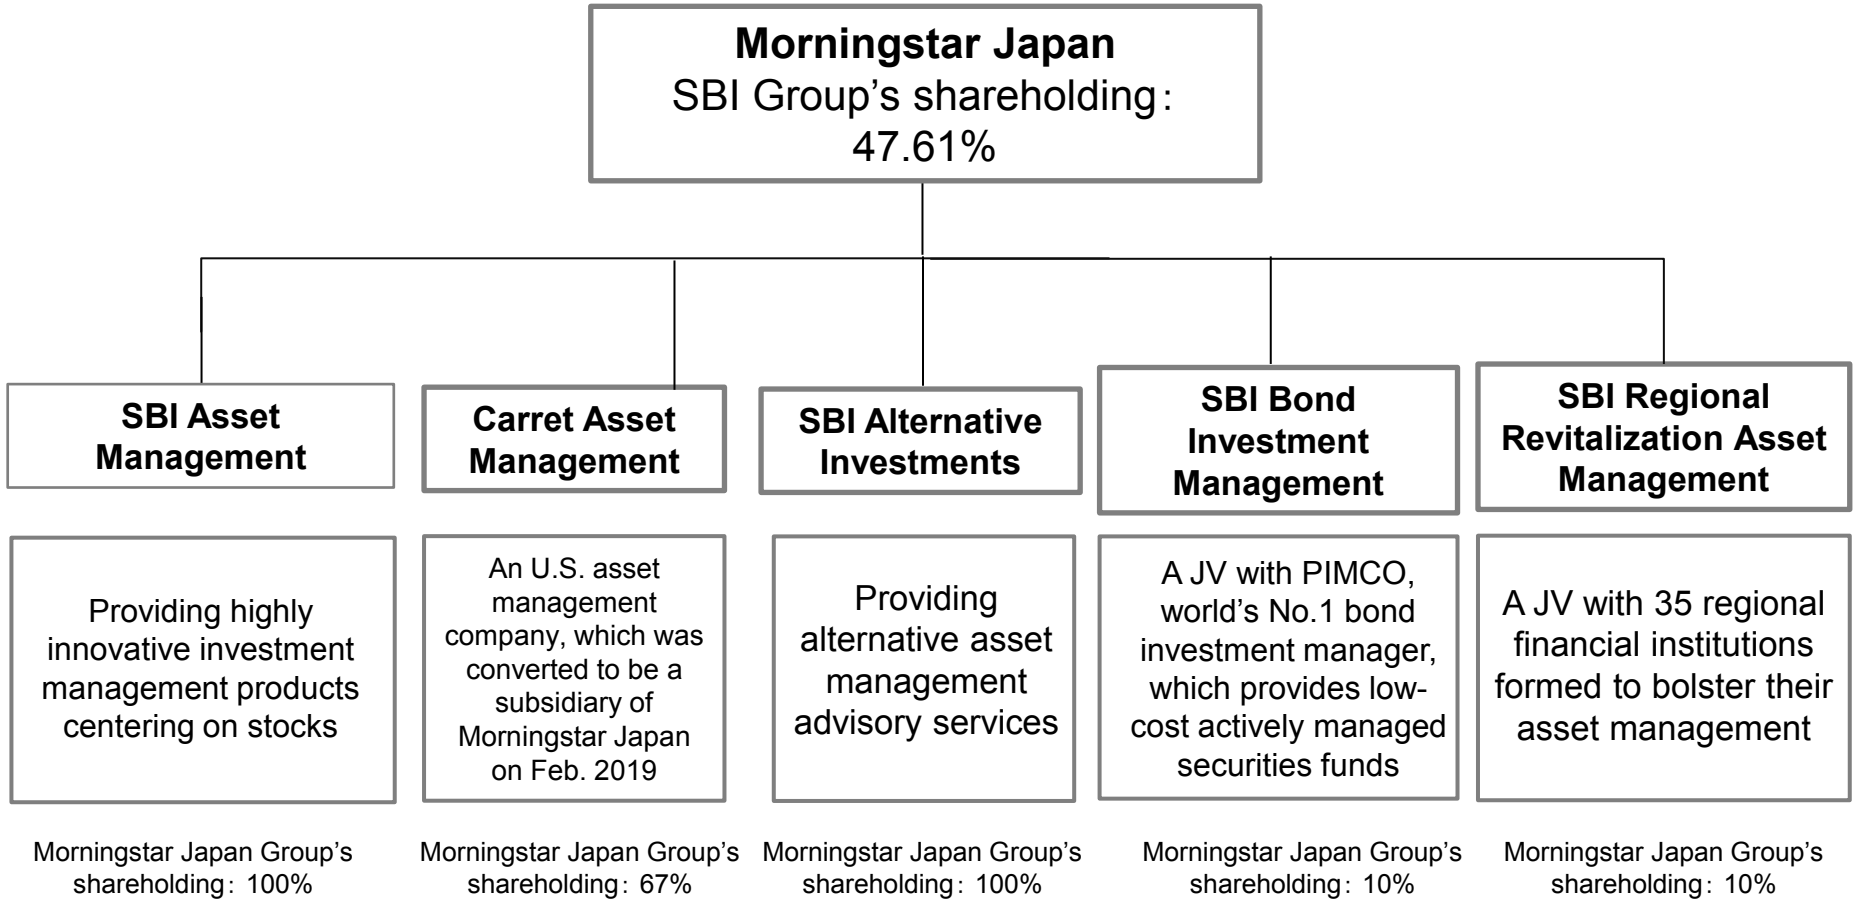 Morningstar Japan
SBI Group’s shareholding：
47.61%
SBI Asset
Management
Carret Asset
Management
SBI Alternative
Investments
SBI Bond
Investment
Management
SBI Regional
Revitalization Asset
Management
Providing highly
innovative investment
management products
centering on stocks
An U.S. asset
management
company, which was
converted to be a
subsidiary of
Morningstar Japan
on Feb. 2019
Providing
alternative asset
management
advisory services
A JV with PIMCO,
world’s No.1 bond
investment manager,
which provides low-
cost actively managed
securities funds
A JV with 35 regional
financial institutions
formed to bolster their
asset management
Morningstar Japan Group’s
shareholding：100%
Morningstar Japan Group’s
shareholding：67%
Morningstar Japan Group’s
shareholding：100%
Morningstar Japan Group’s
shareholding：10%
Morningstar Japan Group’s
shareholding：10%